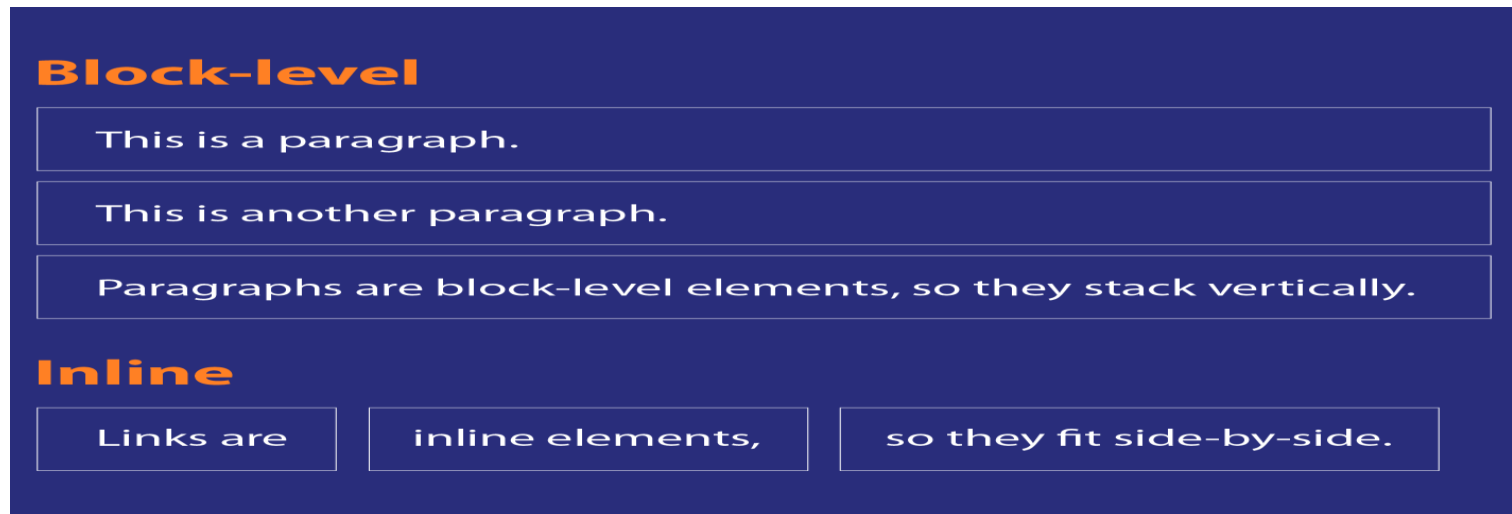 Block-level
This is a paragraph.
This is another paragraph.
Paragraphs are block-level elements, so they stack vertically.
Inline
Links are inline elements, so they fit side-by-side.